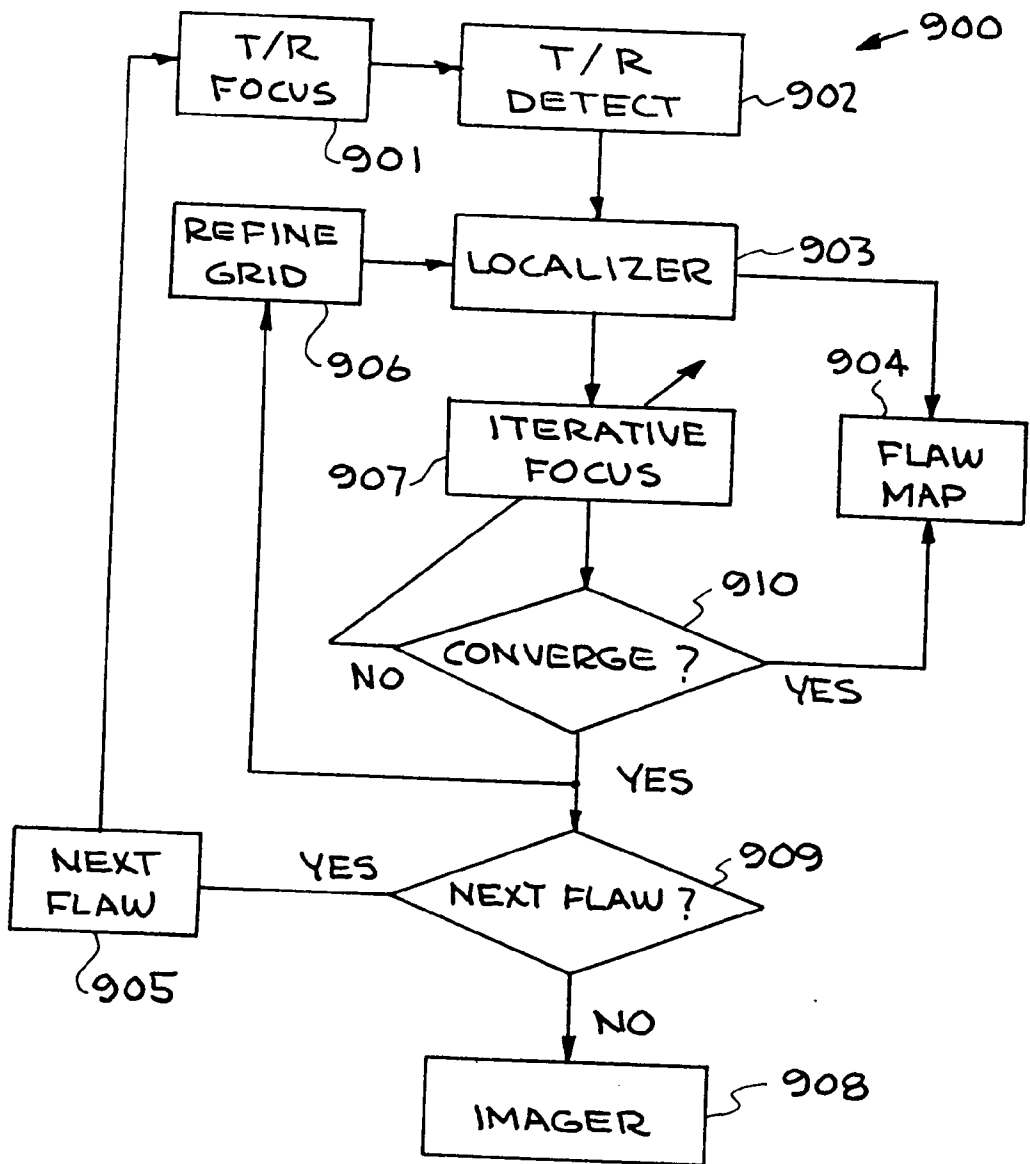 900
T/R
FOCUS
901
T/R
DETECT
902
REFINE
GRID
906
LOCALIZER
903
904
FLAW
MAP
ITERATIVE
FOCUS
907
910
CONVERGE ?
NO
YES
YES
909
NEXT FLAW ?
YES
NEXT
FLAW
905
NO
IMAGER
908